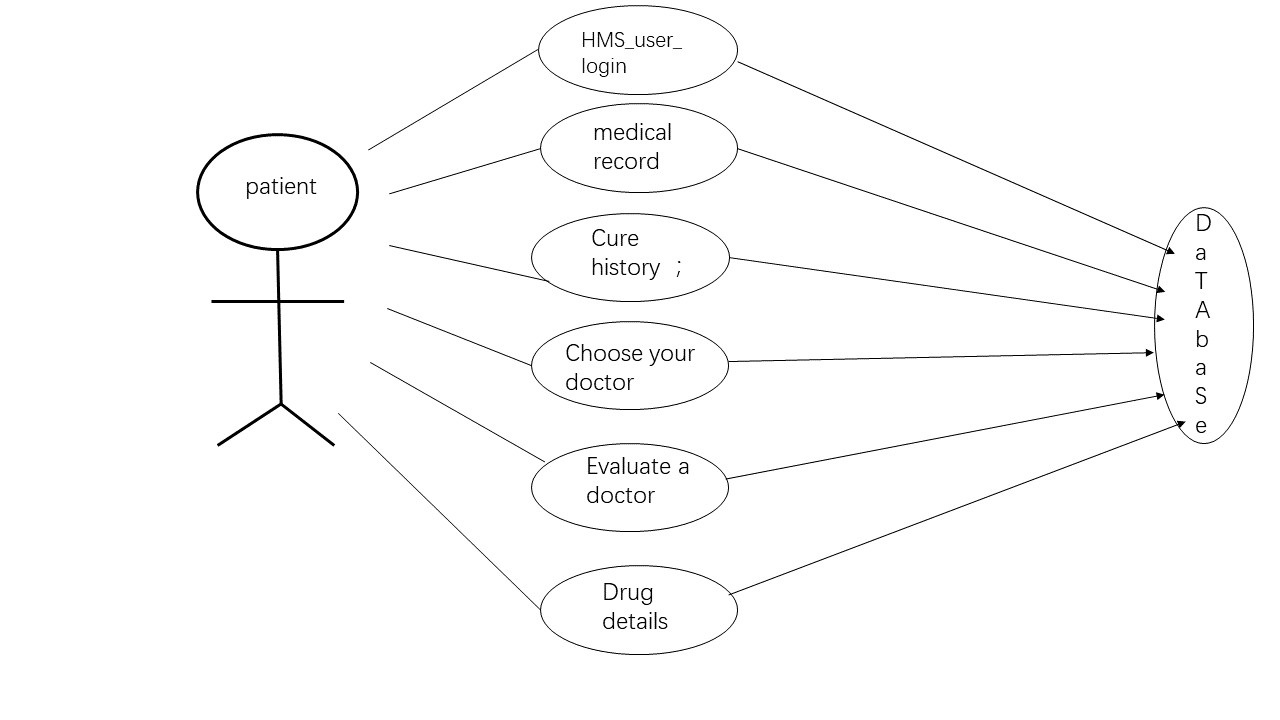 HMS_user_
login
medical
record
patient
Cure
history ;
Choose your
doctor
Evaluate a
doctor
Drug
details
D
a
T
A
b
a
S
e